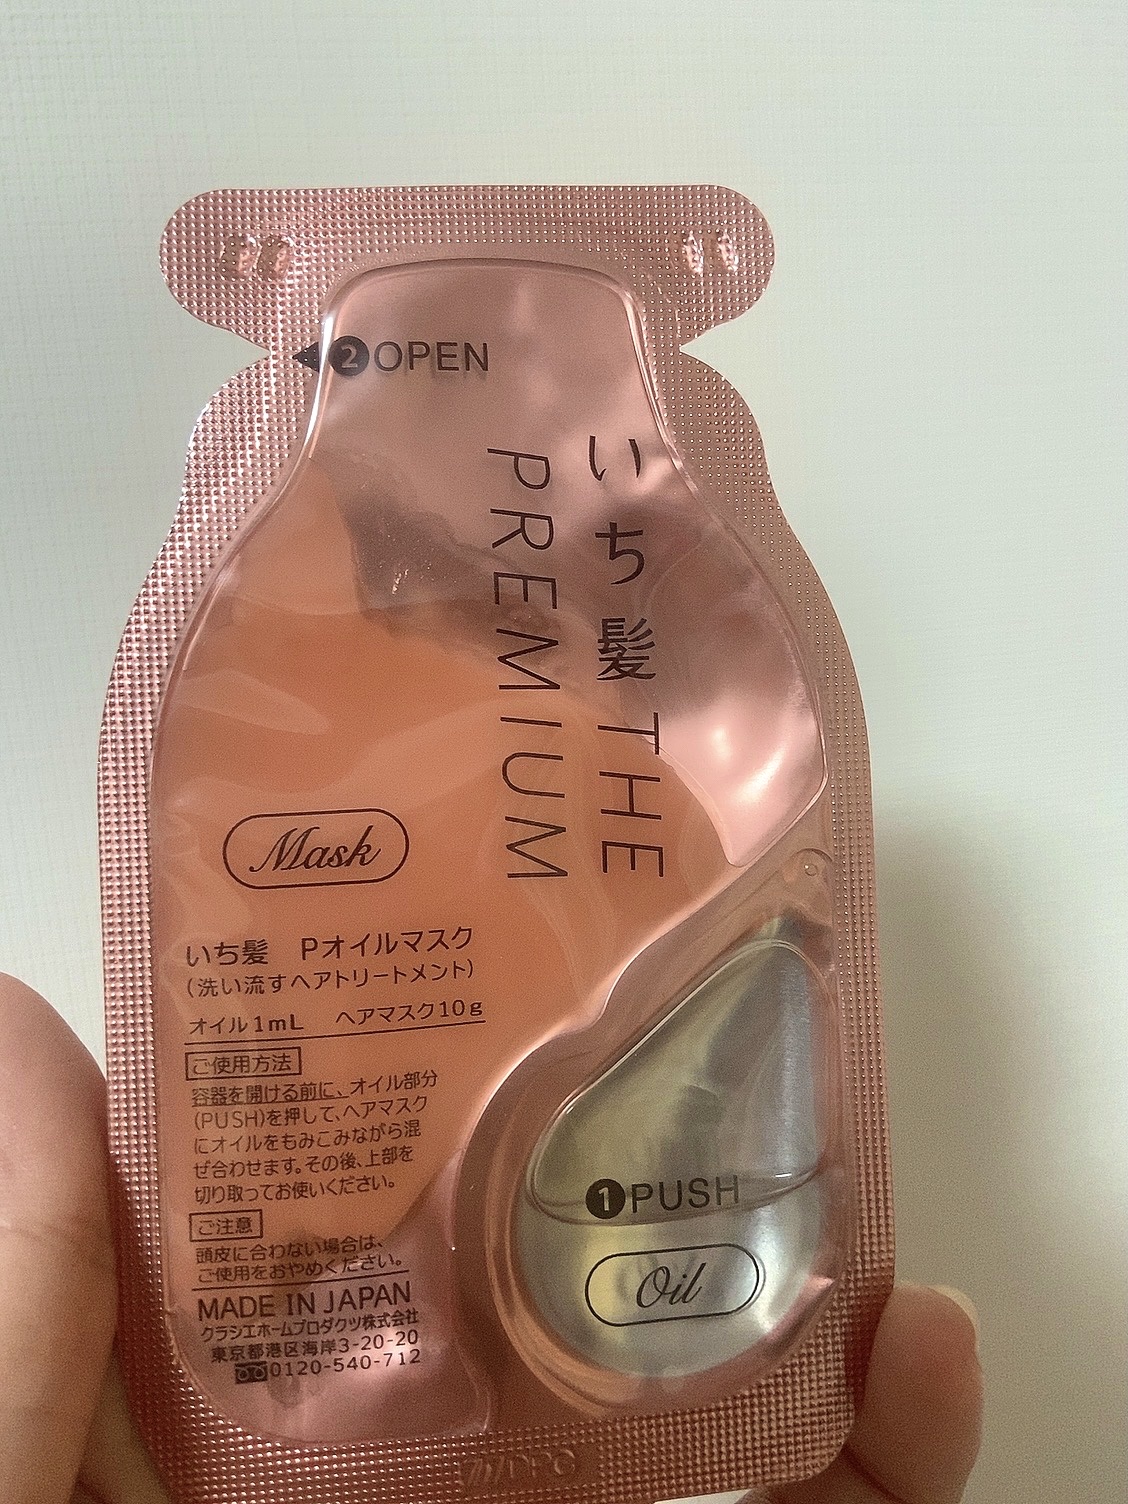 2 OPEN
いち髪 THE
PREMIUM
Mask
いち髪 Pオイルマスク
(洗い流すヘアトリートメント)
オイル1mL ヘアマスク10g
ご使用方法
容器を開ける前に、オイル部分
(PUSH)を押して、ヘアマスク
にオイルをもみこみながら混
ぜ合わせます。その後、上部を
切り取ってお使いください。
ご注意
頭皮に合わない場合は、
ご使用をおやめください。
MADE IN JAPAN
クラシエホームプロダクツ株式会社
東京都港区海岸3-20-20
0120-540-712
1 PUSH
Oil